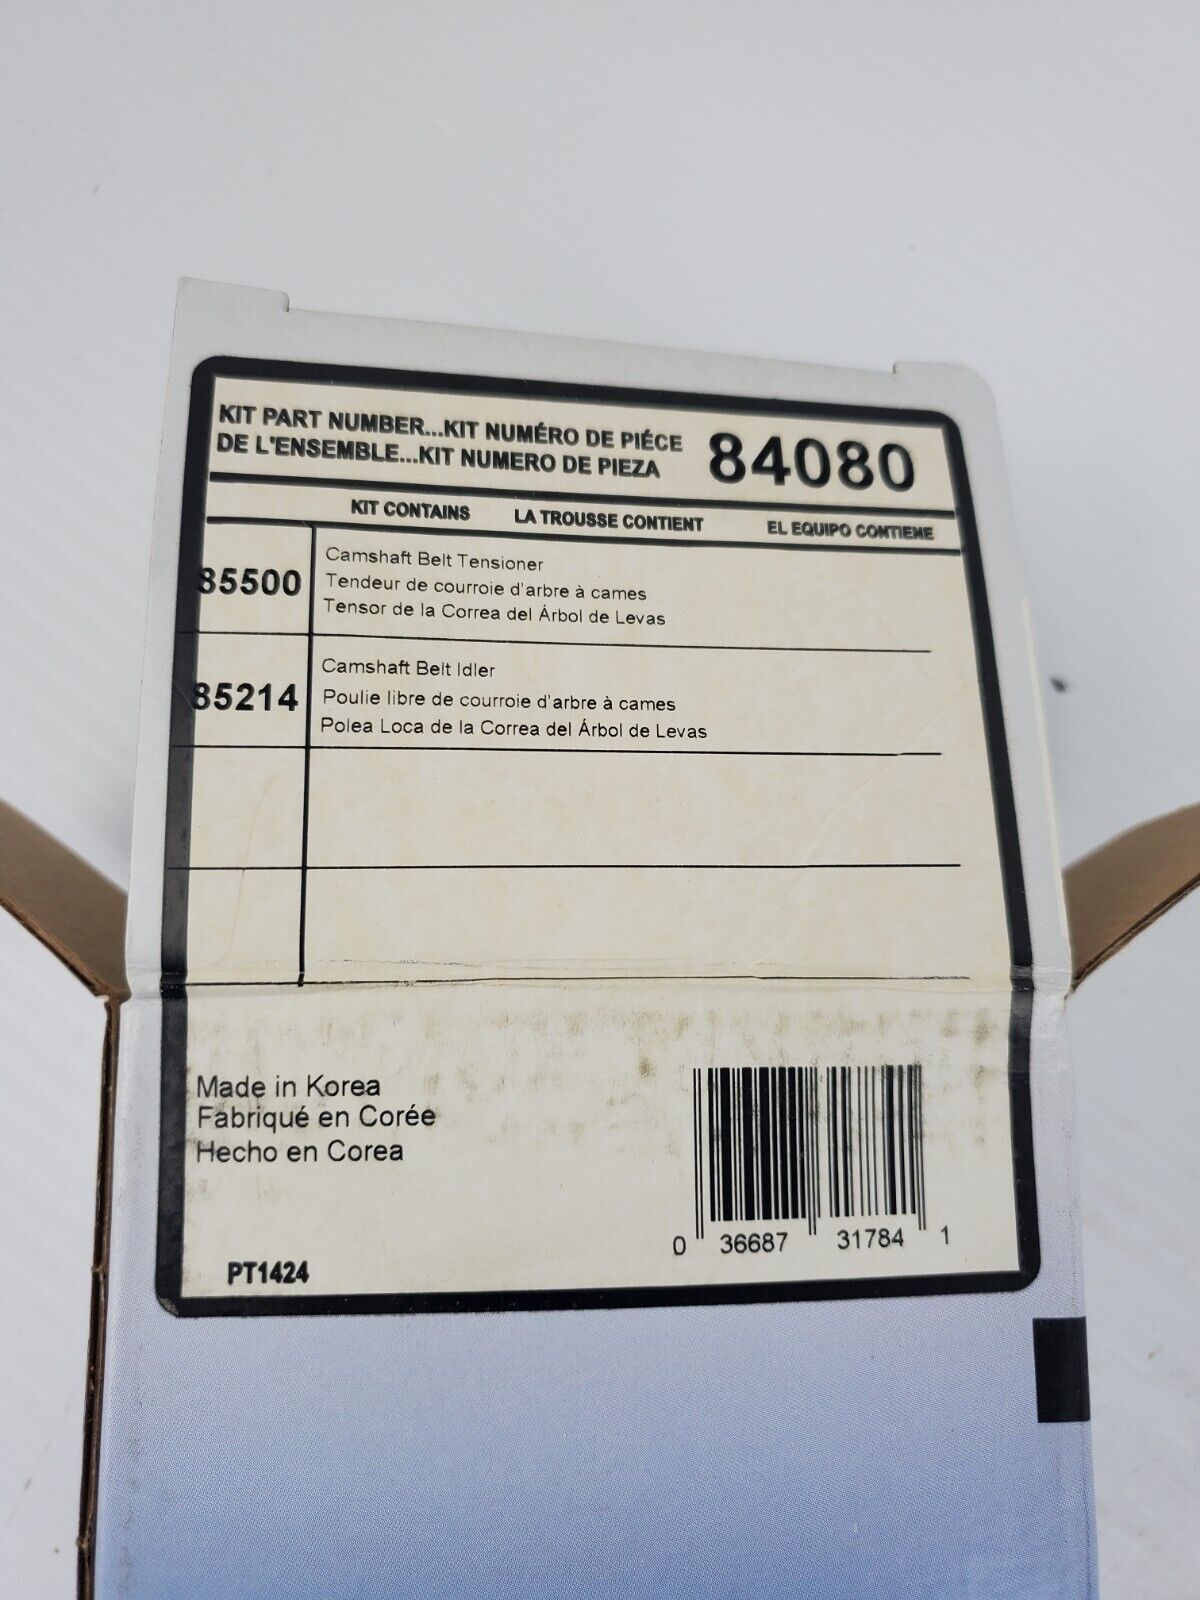 KIT PART NUMBER...KIT NUMÉRO DE PIÉCE
DE L'ENSEMBLE...KIT NUMERO DE PIEZA
84080
KIT CONTAINS LA TROUSSE CONTIENT EL EQUIPO CONTIENE
85500
Camshaft Belt Tensioner
Tendeur de courroie d'arbre à cames
Tensor de la Correa del Árbol de Levas
85214
Camshaft Belt Idler
Poulie libre de courroie d'arbre à cames
Polea Loca de la Correa del Árbol de Levas
Made in Korea
Fabriqué en Corée
Hecho en Corea
0 36687 31784 1
PT1424